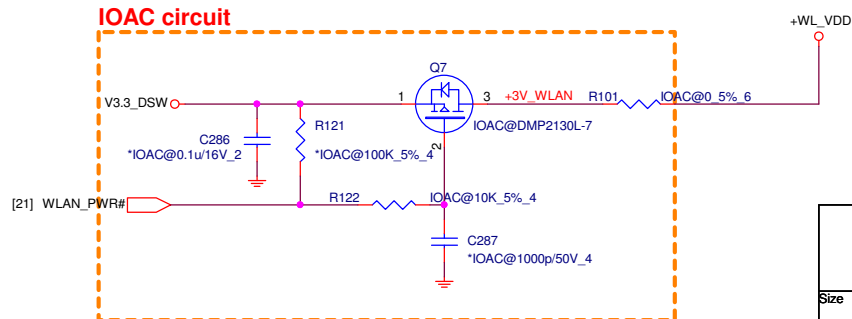 IOAC circuit
+WL_VDD
Q7
V3.3_DSW
1
3
+3V_WLAN
R101
IOAC@0_5%_6
C286
*IOAC@0.1u/16V_2
R121
*IOAC@100K_5%_4
IOAC@DMP2130L-7
2
[21] WLAN_PWR#
R122
IOAC@10K_5%_4
C287
*IOAC@1000p/50V_4
Size